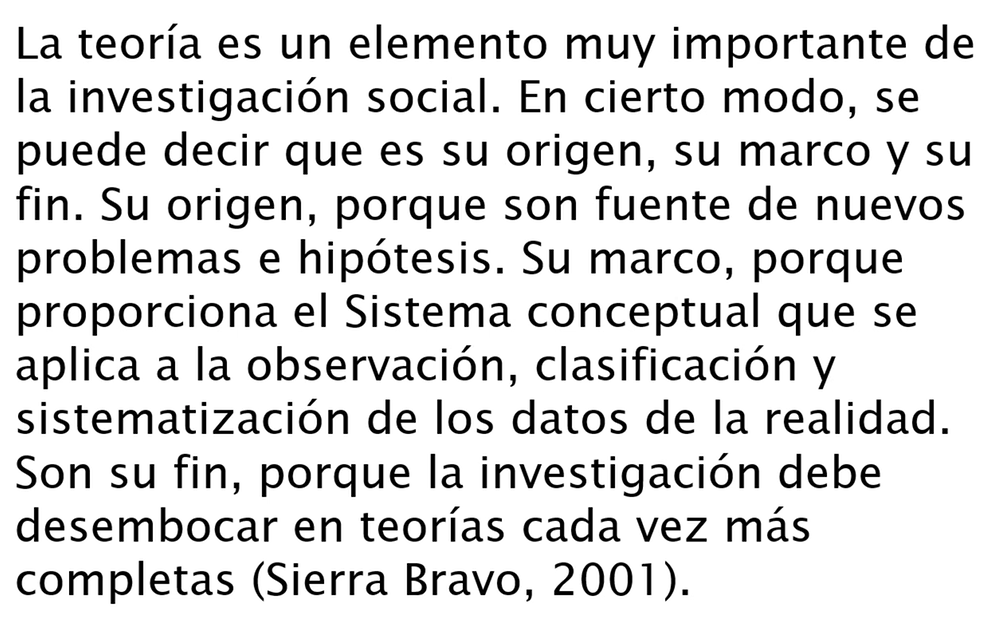 La teoría es un elemento muy importante de
la investigación social. En cierto modo, se
puede decir que es su origen, su marco y su
fin. Su origen, porque son fuente de nuevos
problemas e hipótesis. Su marco, porque
proporciona el Sistema conceptual que se
aplica a la observación, clasificación y
sistematización de los datos de la realidad.
Son su fin, porque la investigación debe
desembocar en teorías cada vez más
completas (Sierra Bravo, 2001).